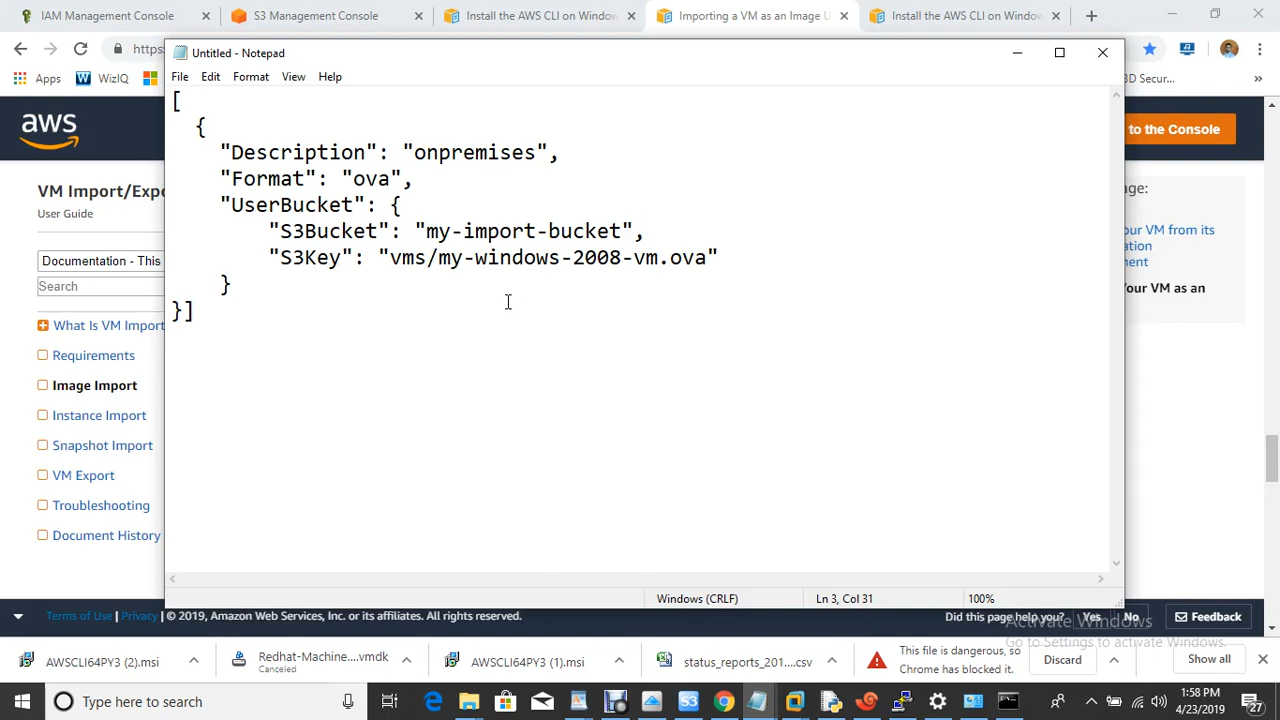 IAM Management Console
S3 Management Console
Install the AWS CLI on Window
Importing a VM as an Image U
Install the AWS CLI on Window
https:
Apps
WizIQ
3D Secur...
»
Untitled - Notepad
File Edit Format View Help
[
{
"Description": "onpremises",
"Format": "ova",
"UserBucket": {
"S3Bucket": "my-import-bucket",
"S3Key": "vms/my-windows-2008-vm.ova"
}
}]
Windows (CRLF)
Ln 3, Col 31
100%
aws
to the Console
VM Import/Expo
User Guide
Documentation - This
Search
What Is VM Import
Requirements
Image Import
Instance Import
Snapshot Import
VM Export
Troubleshooting
Document History
age:
our VM from its
ation
Your VM as an
Terms of Use | Privacy | © 2019, Amazon Web Services, Inc. or its affiliates. All rights reserved.
Did this page help you? Yes No Feedback
Activate Windows
Go to Settings to activate Windows.
AWSCLI64PY3 (2).msi
Redhat-Machine....vmdk
Canceled
AWSCLI64PY3 (1).msi
status_reports_201....csv
This file is dangerous, so
Chrome has blocked it.
Discard
Show all
Type here to search
1:58 PM
4/23/2019
27